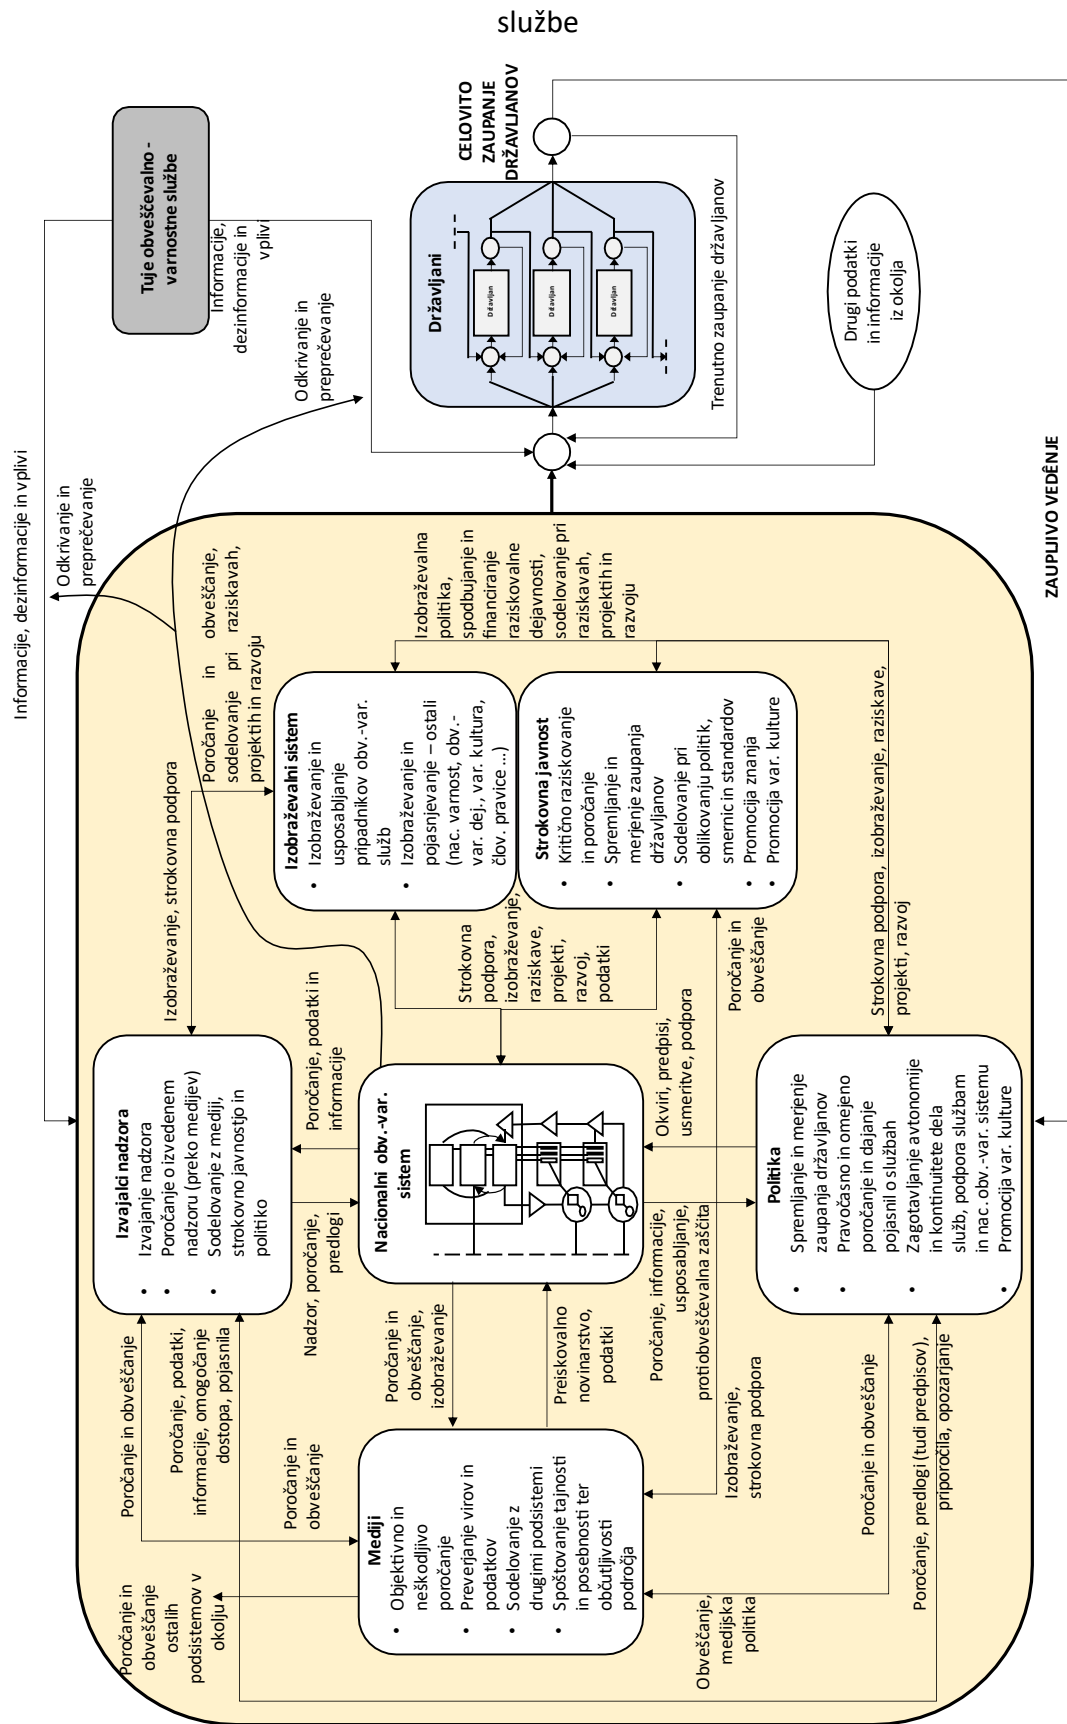 službe
Tuje obveščevalno -
varnostne službe
Informacije,
dezinformacije in
vplivi
Informacije, dezinformacije in vplivi
Odkrivanje in
preprečevanje
Odkrivanje in
preprečevanje
CELOVITO
ZAUPANJE
DRŽAVLJANOV
Državljani
Državljan
Državljan
Državljan
Trenutno zaupanje državljanov
Drugi podatki
in informacije
iz okolja
ZAUPLJIVO VEDÊNJE
Izobraževanje, strokovna podpora
Poročanje in obveščanje,
sodelovanje pri raziskavah,
projektih in razvoju
Izobraževalna
politika,
spodbujanje in
financiranje
raziskovalne
dejavnosti,
sodelovanje pri
raziskavah,
projektih in
razvoju
Izobraževalni sistem
• Izobraževanje in
usposabljanje
pripadnikov obv.-var.
služb
• Izobraževanje in
pojasnjevanje – ostali
(nac. varnost, obv.-
var. dej., var. kultura,
člov. pravice ...)
Strokovna javnost
• Kritično raziskovanje
in poročanje
• Spremljanje in
merjenje zaupanja
državljanov
• Sodelovanje pri
oblikovanju politik,
smernic in standardov
• Promocija znanja
• Promocija var. kulture
Strokovna
podpora,
izobraževanje,
raziskave,
projekti,
razvoj,
podatki
Poročanje in
obveščanje
Strokovna podpora, izobraževanje, raziskave,
projekti, razvoj
Izvajalci nadzora
• Izvajanje nadzora
• Poročanje o izvedenem
nadzoru (preko medijev)
• Sodelovanje z mediji,
strokovno javnostjo in
politiko
Poročanje, podatki in
informacije
Nadzor, poročanje,
predlogi
Nacionalni obv.-var.
sistem
Okviri, predpisi,
usmeritve, podpora
Poročanje, informacije,
usposabljanje,
protiobveščevalna zaščita
Politika
• Spremljanje in merjenje
zaupanja državljanov
• Pravočasno in omejeno
poročanje in dajanje
pojasnil o službah
• Zagotavljanje avtonomije
in kontinuitete dela
služb, podpora službam
in nac. obv.-var. sistemu
• Promocija var. kulture
Poročanje in obveščanje
Poročanje, podatki,
informacije, omogočanje
dostopa, pojasnila
Poročanje in
obveščanje
Poročanje in
obveščanje,
izobraževanje
Preiskovalno
novinarstvo,
podatki
Izobraževanje,
strokovna podpora
Poročanje in obveščanje
Poročanje, predlogi (tudi predpisov),
priporočila, opozarjanje
Mediji
• Objektivno in
neškodljivo
poročanje
• Preverjanje virov in
podatkov
• Sodelovanje z
drugimi podsistemi
• Spoštovanje tajnosti
in posebnosti ter
občutljivosti
področja
Poročanje in
obveščanje
ostalih
podsistemov v
okolju
Obveščanje,
medijska
politika